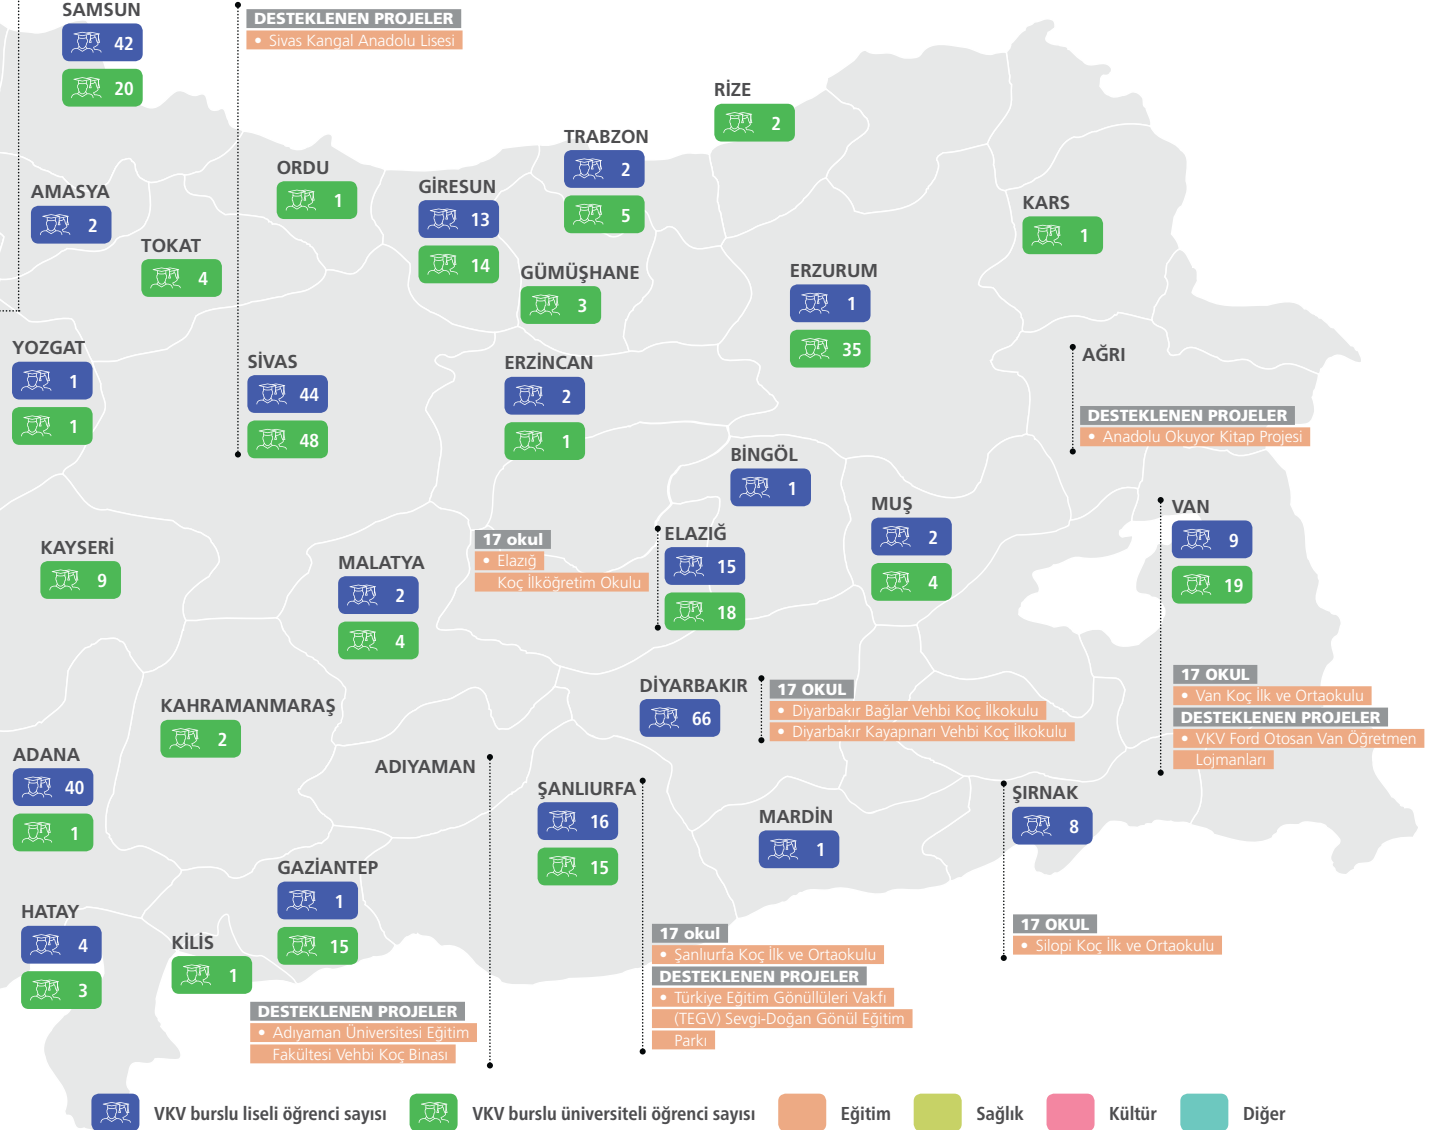 SAMSUN
42
20
DESTEKLENEN PROJELER
• Sivas Kangal Anadolu Lisesi
RİZE
2
TRABZON
2
5
ORDU
1
GİRESUN
13
14
AMASYA
2
TOKAT
4
GÜMÜŞHANE
3
KARS
1
ERZURUM
1
35
YOZGAT
1
1
SİVAS
44
48
ERZİNCAN
2
1
AĞRI
DESTEKLENEN PROJELER
• Anadolu Okuyor Kitap Projesi
BİNGÖL
1
MUŞ
2
4
VAN
9
19
17 OKUL
• Van Koç İlk ve Ortaokulu
DESTEKLENEN PROJELER
• VKV Ford Otosan Van Öğretmen
Lojmanları
KAYSERİ
9
MALATYA
2
4
17 okul
• Elazığ
Koç İlköğretim Okulu
ELAZIĞ
15
18
DİYARBAKIR
66
17 OKUL
• Diyarbakır Bağlar Vehbi Koç İlkokulu
• Diyarbakır Kayapınarı Vehbi Koç İlkokulu
KAHRAMANMARAŞ
2
ADANA
40
1
ADIYAMAN
DESTEKLENEN PROJELER
• Adıyaman Üniversitesi Eğitim
Fakültesi Vehbi Koç Binası
ŞANLIURFA
16
15
17 okul
• Şanlıurfa Koç İlk ve Ortaokulu
DESTEKLENEN PROJELER
• Türkiye Eğitim Gönüllüleri Vakfı
(TEGV) Sevgi-Doğan Gönül Eğitim
Parkı
MARDİN
1
ŞIRNAK
8
17 OKUL
• Silopi Koç İlk ve Ortaokulu
GAZİANTEP
1
15
HATAY
4
3
KİLİS
1
VKV burslu liseli öğrenci sayısı
VKV burslu üniversiteli öğrenci sayısı
Eğitim
Sağlık
Kültür
Diğer